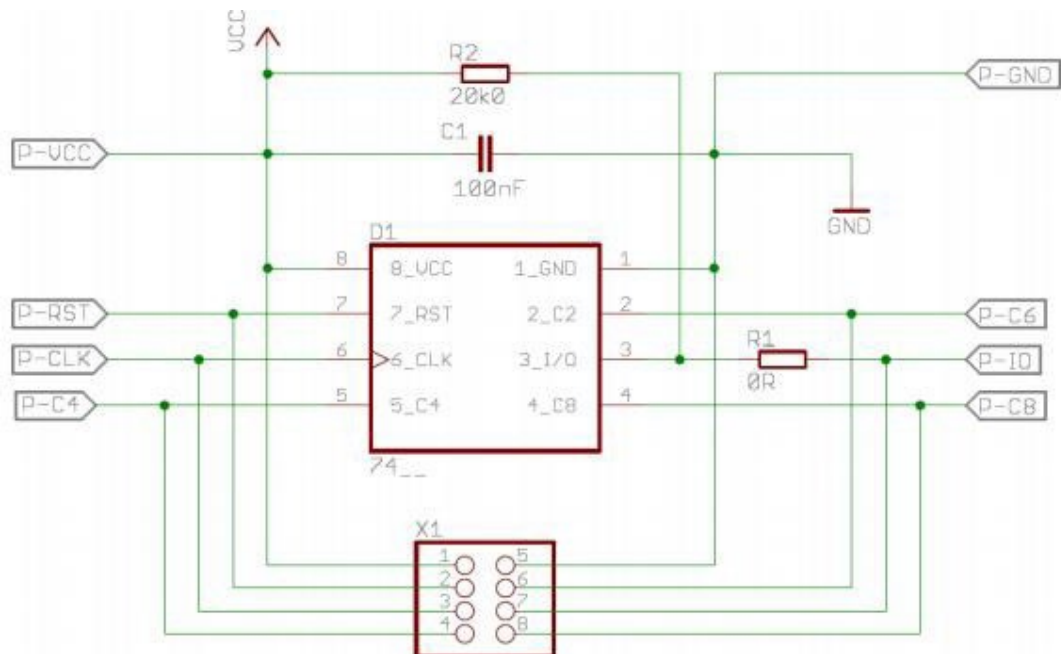 VCC
R2
20k0
P-GND
C1
P-VCC
100nF
GND
D1
8 8_VCC 1_GND 1
P-RST 7 7_RST 2_C2 2 P-C6
R1
P-CLK 6 6_CLK 3_I/O 3 P-IO
0R
P-C4 5 5_C4 4_C8 4 P-C8
74__
X1
1 5
2 6
3 7
4 8